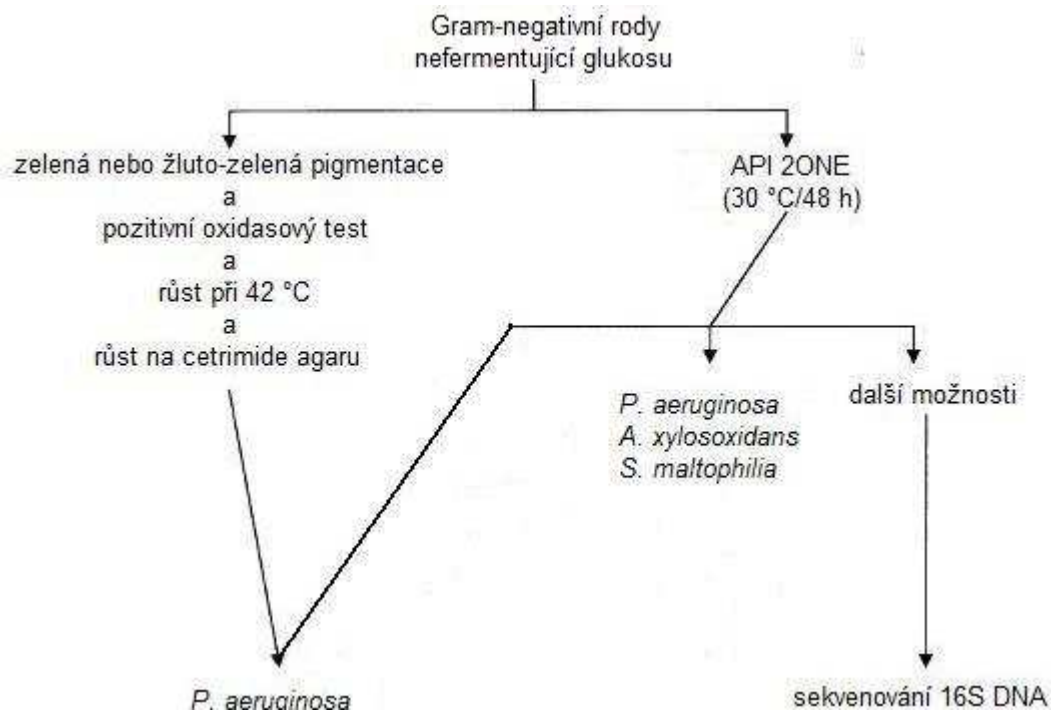 Gram-negativní rody
nefermentující glukosu
zelená nebo žluto-zelená pigmentace
a
pozitivní oxidasový test
a
růst při 42 °C
a
růst na cetrimide agaru
API 2ONE
(30 °C/48 h)
P. aeruginosa
A. xylosoxidans
S. maltophilia
další možnosti
P. aeruginosa
sekvenování 16S DNA